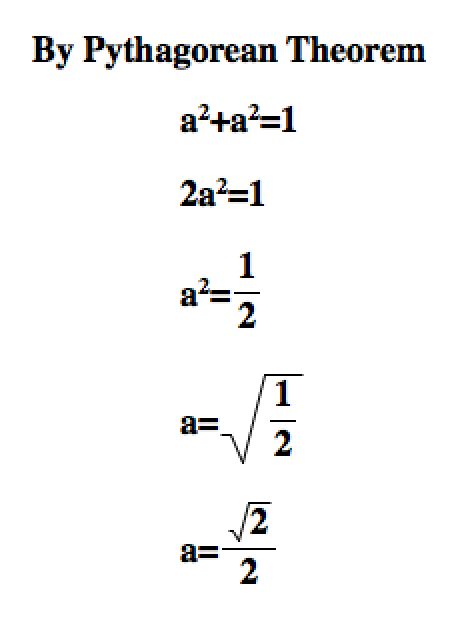 By Pythagorean Theorem
a²+a²=1
2a²=1
a²=1/2
a=√(1/2)
a=√2/2